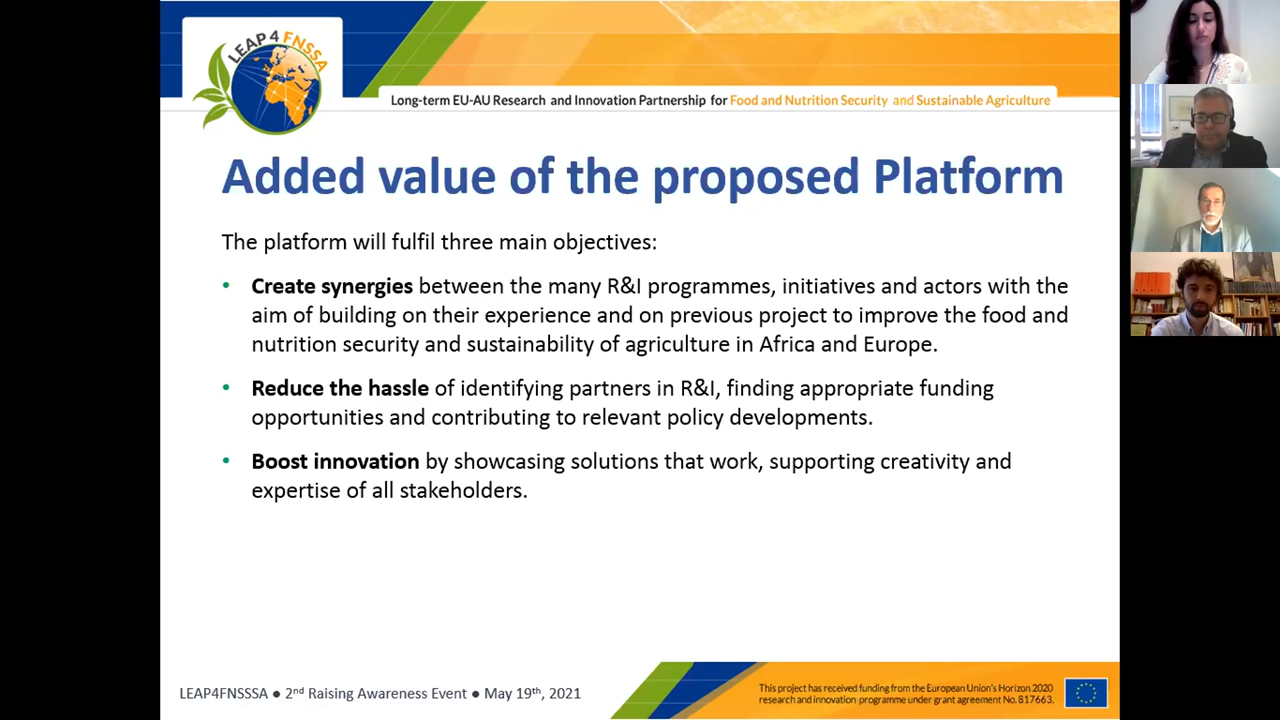 LEAP 4 FNSSA
Long-term EU-AU Research and Innovation Partnership for Food and Nutrition Security and Sustainable Agriculture
Added value of the proposed Platform
The platform will fulfil three main objectives:
• Create synergies between the many R&I programmes, initiatives and actors with the
aim of building on their experience and on previous project to improve the food and
nutrition security and sustainability of agriculture in Africa and Europe.
• Reduce the hassle of identifying partners in R&I, finding appropriate funding
opportunities and contributing to relevant policy developments.
• Boost innovation by showcasing solutions that work, supporting creativity and
expertise of all stakeholders.
LEAP4FNSSSA ● 2nd Raising Awareness Event ● May 19th, 2021
This project has received funding from the European Union's Horizon 2020
research and innovation programme under grant agreement No. 817663.